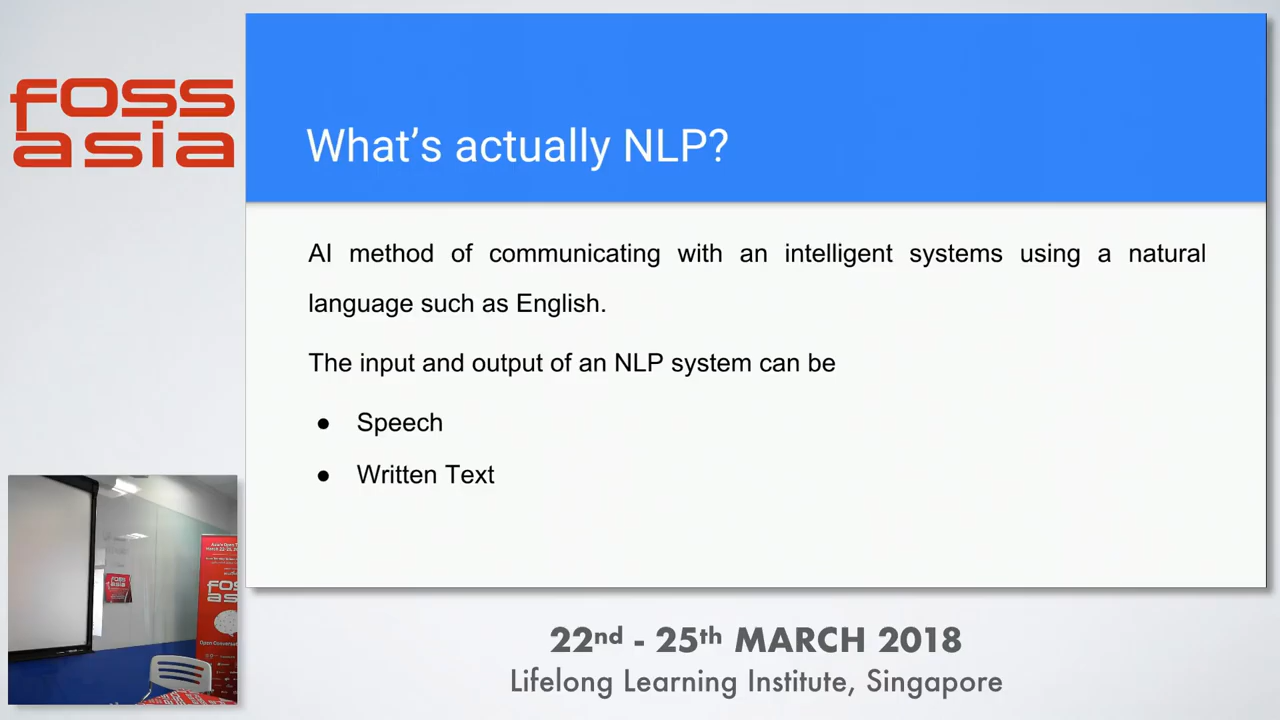 foss
asia
What's actually NLP?
AI method of communicating with an intelligent systems using a natural
language such as English.
The input and output of an NLP system can be
● Speech
● Written Text
FOSS
ASIA
22nd - 25th MARCH 2018
Lifelong Learning Institute, Singapore